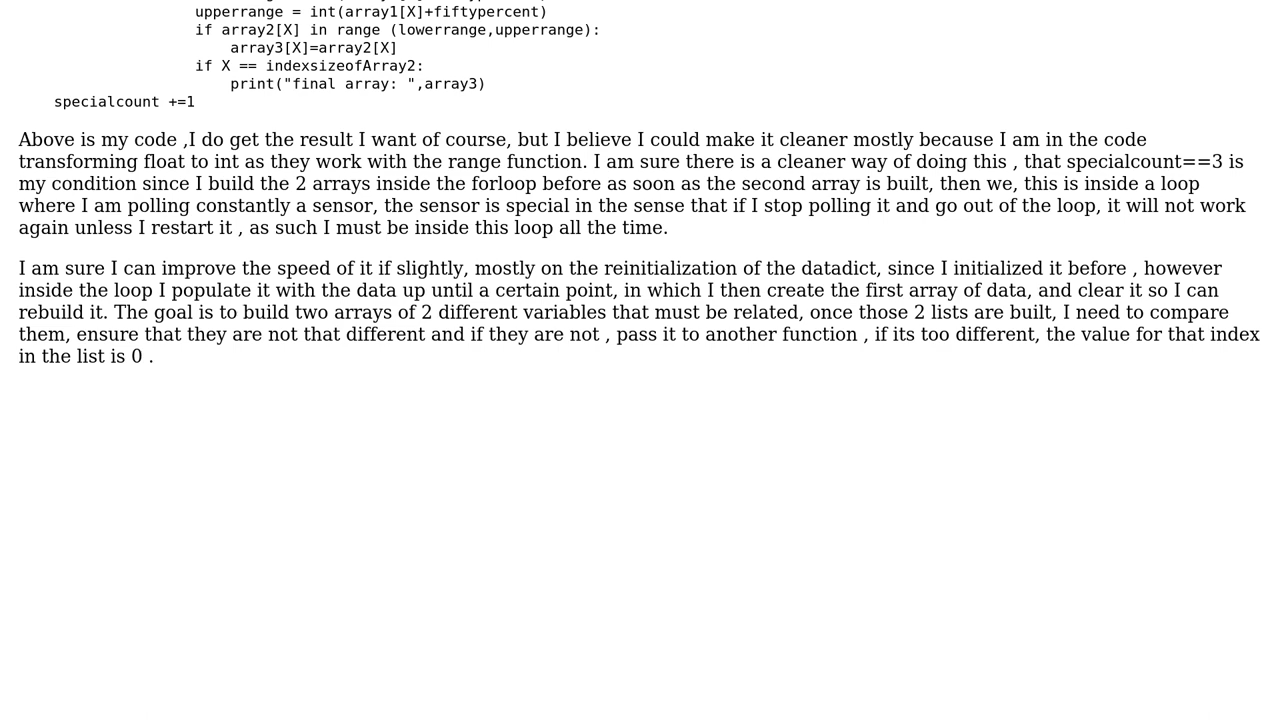 upperrange = int(array1[X]+fiftypercent)
if array2[X] in range (lowerrange,upperrange):
array3[X]=array2[X]
if X == indexsizeofArray2:
print("final array: ",array3)
specialcount +=1
Above is my code ,I do get the result I want of course, but I believe I could make it cleaner mostly because I am in the code
transforming float to int as they work with the range function. I am sure there is a cleaner way of doing this , that specialcount==3 is
my condition since I build the 2 arrays inside the forloop before as soon as the second array is built, then we, this is inside a loop
where I am polling constantly a sensor, the sensor is special in the sense that if I stop polling it and go out of the loop, it will not work
again unless I restart it , as such I must be inside this loop all the time.
I am sure I can improve the speed of it if slightly, mostly on the reinitialization of the datadict, since I initialized it before , however
inside the loop I populate it with the data up until a certain point, in which I then create the first array of data, and clear it so I can
rebuild it. The goal is to build two arrays of 2 different variables that must be related, once those 2 lists are built, I need to compare
them, ensure that they are not that different and if they are not , pass it to another function , if its too different, the value for that index
in the list is 0 .